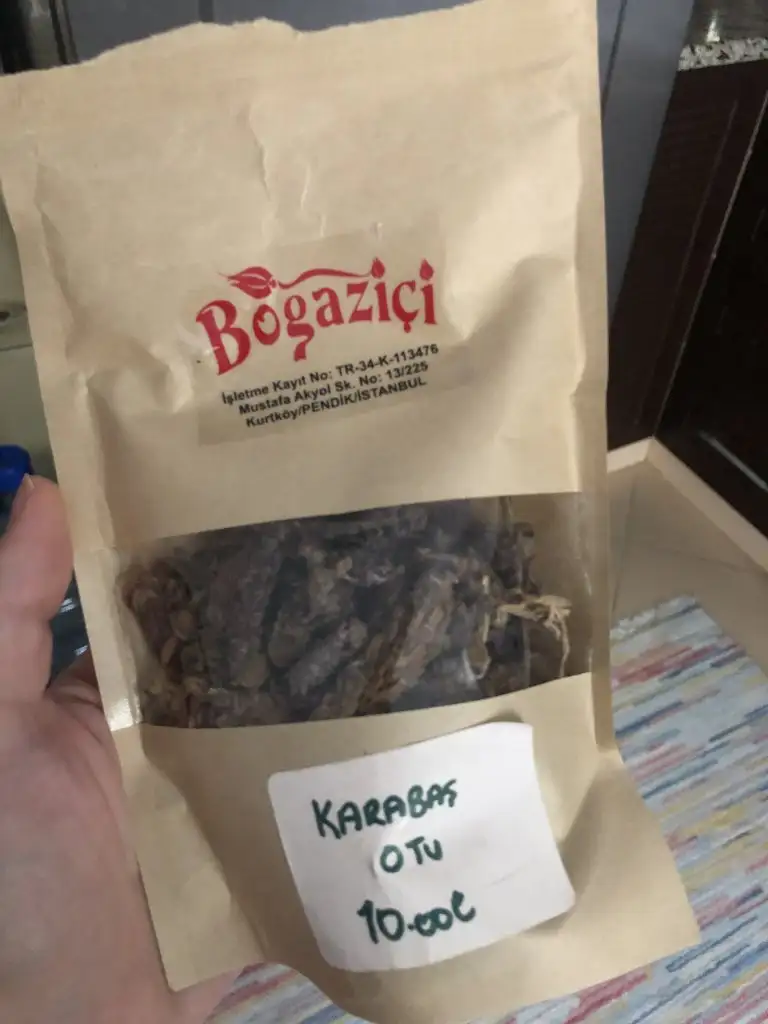 Boğaziçi
İşletme Kayıt No: TR-34-K-113476
Mustafa Akyol Sk. No: 13/225
Kurtköy/PENDİK/İSTANBUL
KARABAŞ
OTU
10.00₺